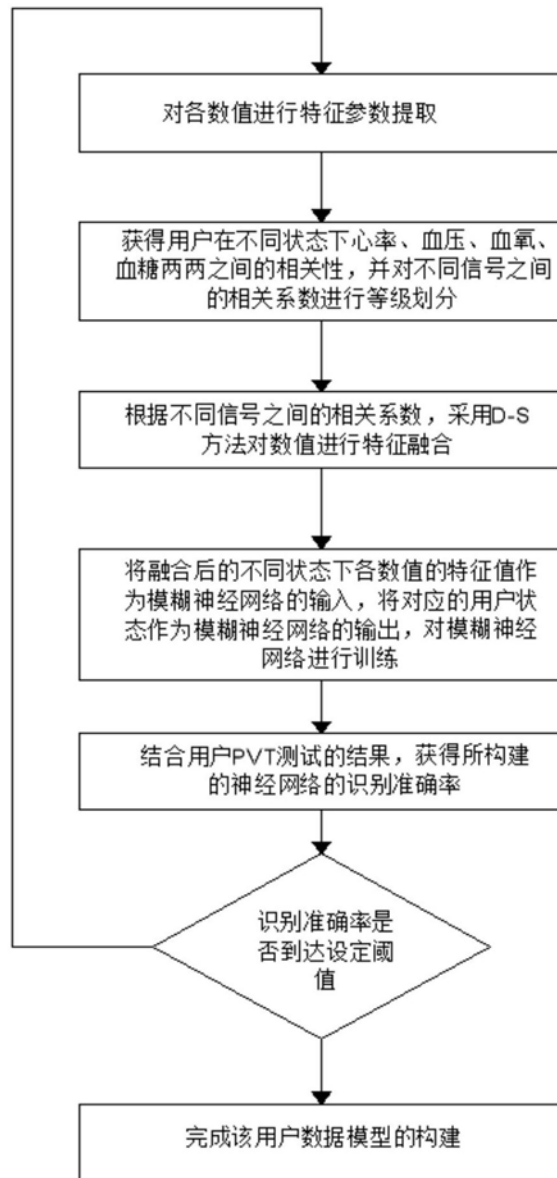 对各数值进行特征参数提取
获得用户在不同状态下心率、血压、血氧、
血糖两两之间的相关性，并对不同信号之间
的相关系数进行等级划分
根据不同信号之间的相关系数，采用D-S
方法对数值进行特征融合
将融合后的不同状态下各数值的特征值作
为模糊神经网络的输入，将对应的用户状
态作为模糊神经网络的输出，对模糊神经
网络进行训练
结合用户PVT测试的结果，获得所构建
的神经网络的识别准确率
识别准确率是
否到达设定阈
值
完成该用户数据模型的构建